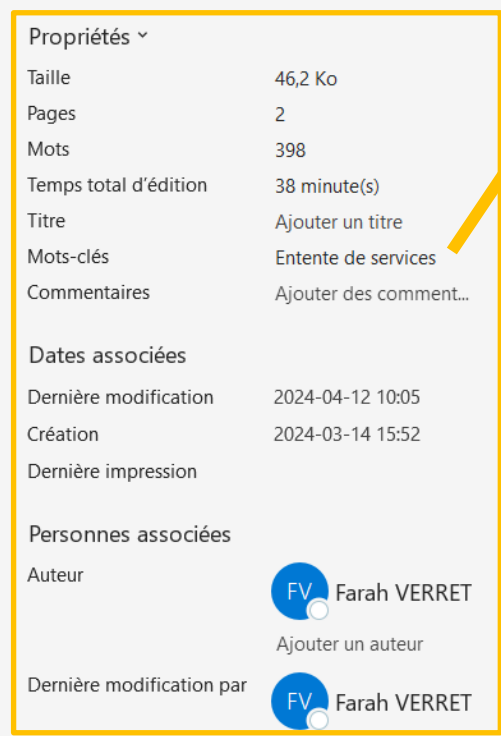 Propriétés
Taille 46,2 Ko
Pages 2
Mots 398
Temps total d'édition 38 minute(s)
Titre Ajouter un titre
Mots-clés Entente de services
Commentaires Ajouter des comment...
Dates associées
Dernière modification 2024-04-12 10:05
Création 2024-03-14 15:52
Dernière impression
Personnes associées
Auteur FV Farah VERRET
Ajouter un auteur
Dernière modification par FV Farah VERRET